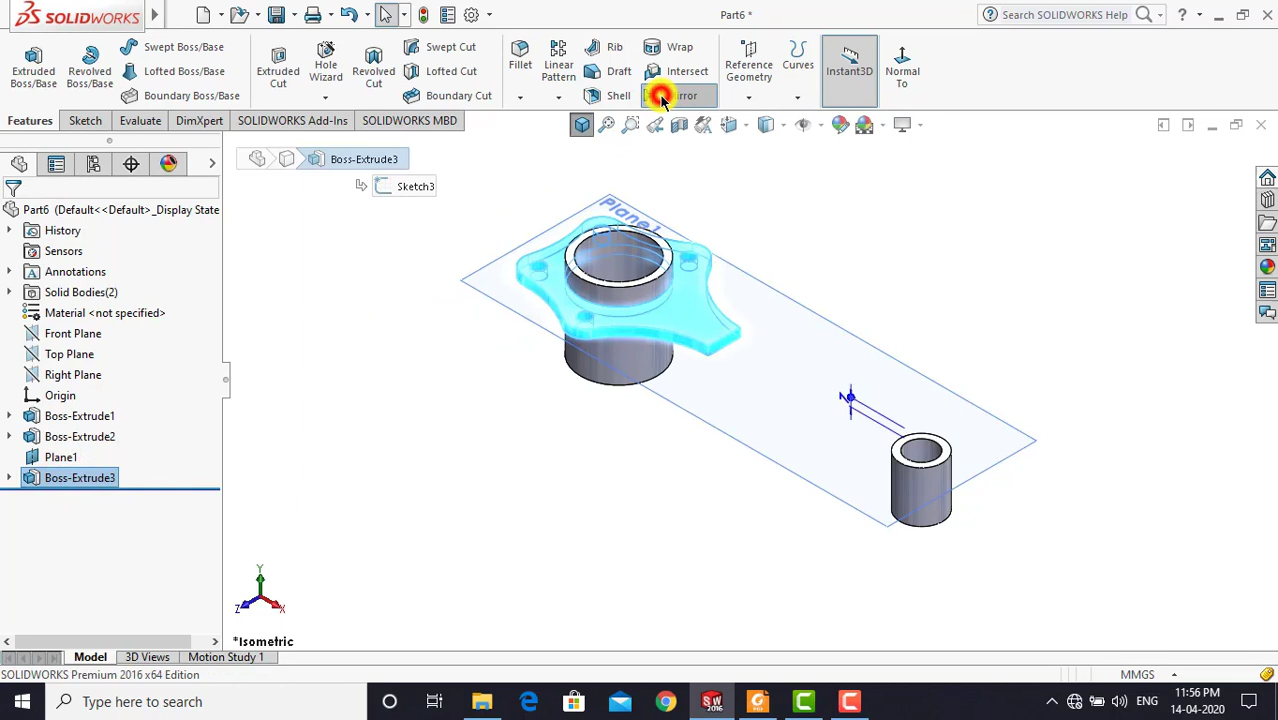 SOLIDWORKS
Part6 *
Search SOLIDWORKS Help
Extruded Boss/Base
Revolved Boss/Base
Swept Boss/Base
Lofted Boss/Base
Boundary Boss/Base
Extruded Cut
Hole Wizard
Revolved Cut
Swept Cut
Lofted Cut
Boundary Cut
Fillet
Linear Pattern
Rib
Draft
Shell
Wrap
Intersect
Reference Geometry
Curves
Instant3D
Normal To
Features
Sketch
Evaluate
DimXpert
SOLIDWORKS Add-Ins
SOLIDWORKS MBD
Boss-Extrude3
Sketch3
Part6 (Default<<Default>_Display State
History
Sensors
Annotations
Solid Bodies(2)
Material <not specified>
Front Plane
Top Plane
Right Plane
Origin
Boss-Extrude1
Boss-Extrude2
Plane1
Boss-Extrude3
Plane1
Y
Z
X
*Isometric
Model
3D Views
Motion Study 1
SOLIDWORKS Premium 2016 x64 Edition
MMGS
Type here to search
SW
2016
ENG
11:56 PM
14-04-2020